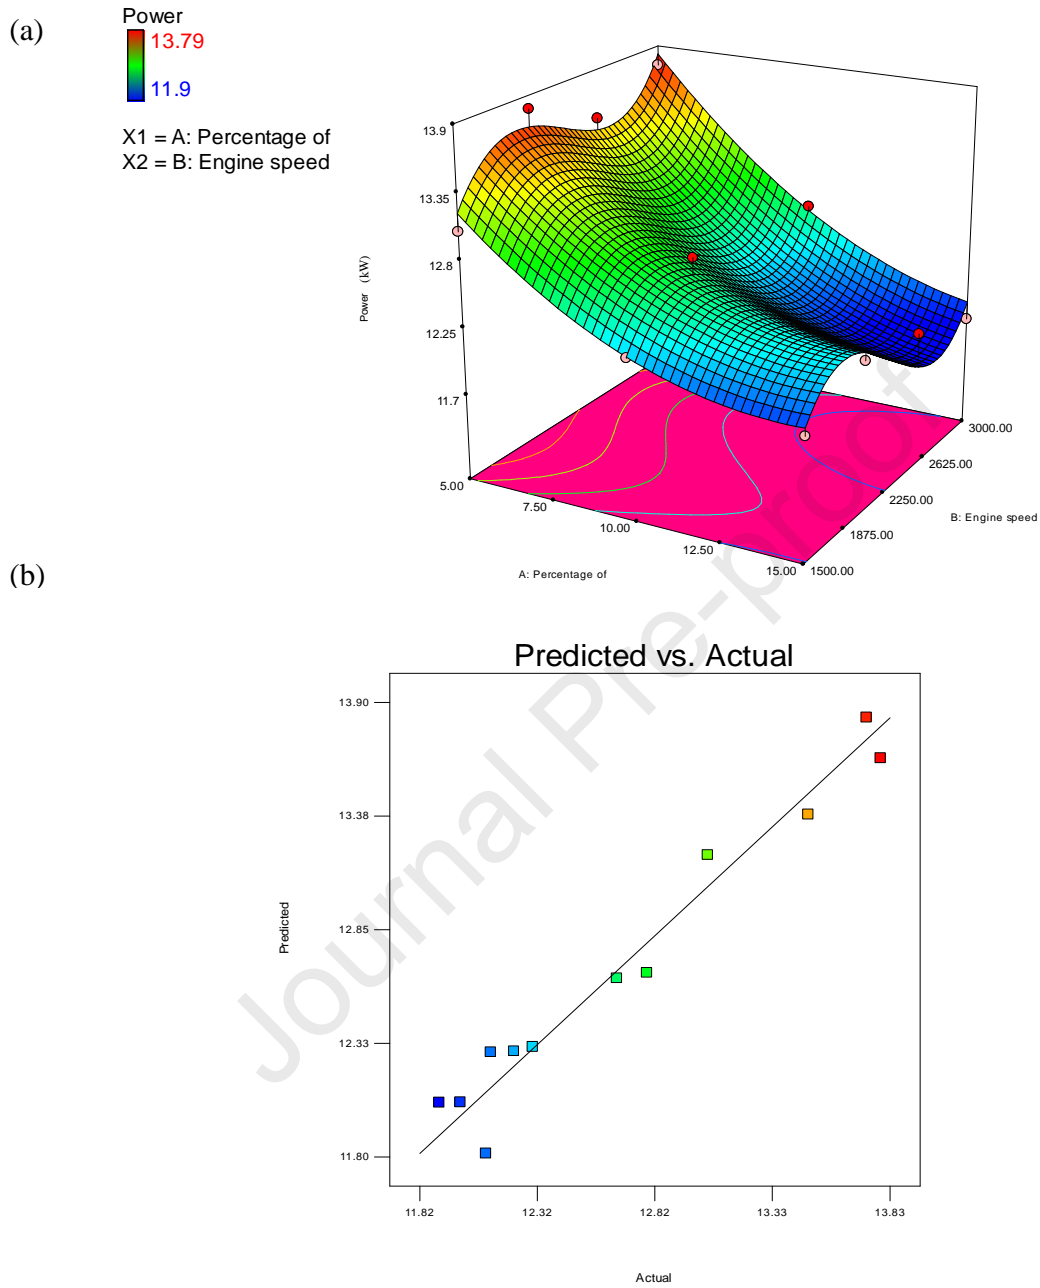 (a)
Power
13.79
11.9
X1 = A: Percentage of
X2 = B: Engine speed
13.9
13.35
12.8
12.25
11.7
Power (kW)
5.00
7.50
10.00
12.50
15.00
A: Percentage of
1500.00
1875.00
2250.00
2625.00
3000.00
B: Engine speed
(b)
Predicted vs. Actual
13.90
13.38
12.85
12.33
11.80
Predicted
11.82
12.32
12.82
13.33
13.83
Actual
Journal Pre-proof